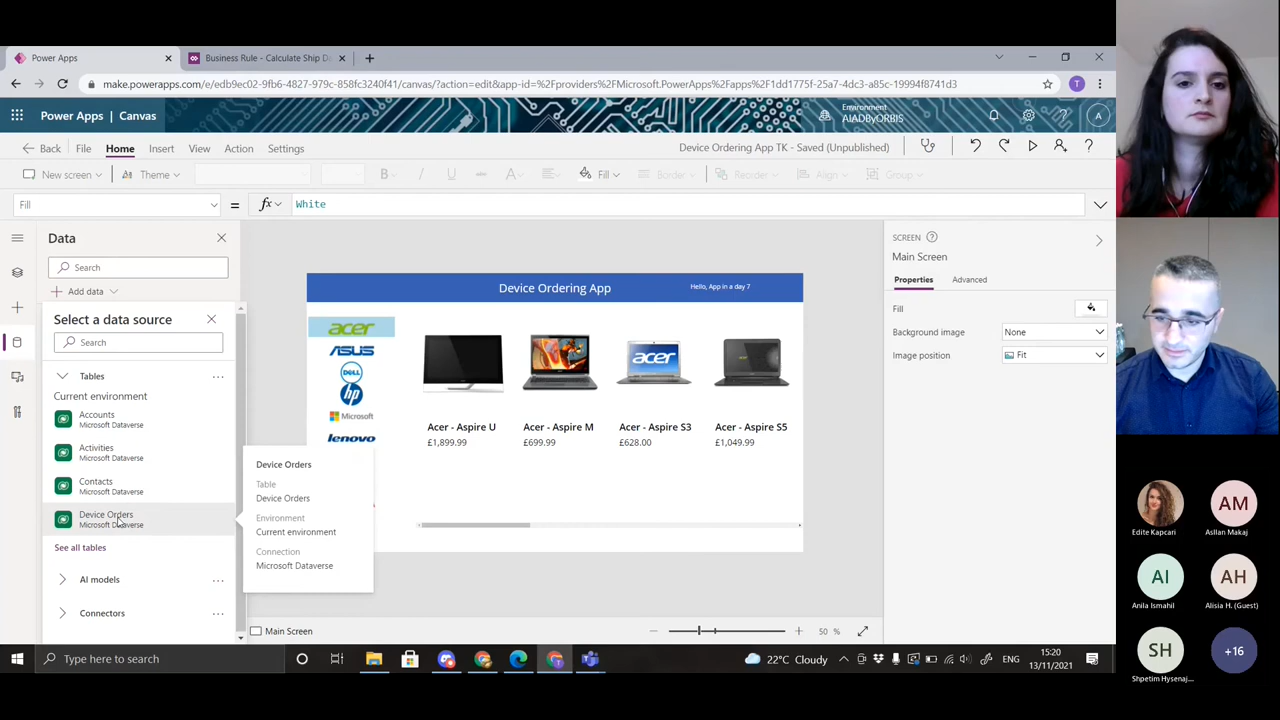 Power Apps
Business Rule - Calculate Ship D
make.powerapps.com/e/edb9ec02-9fb6-4827-979c-858fc3240f41/canvas/?action=edit&app-id=%2Fproviders%2FMicrosoft.PowerApps%2Fapps%2F1dd1775f-25a7-4dc3-a85c-19994f8741d3
T
Power Apps | Canvas
Environment
AIADByORBIS
A
Back
File
Home
Insert
View
Action
Settings
Device Ordering App TK - Saved (Unpublished)
New screen
Theme
B
I
U
abc
A
Fill
Border
Reorder
Align
Group
Fill
=
fx
White
Data
Search
Add data
Select a data source
Search
Tables
Current environment
Accounts
Microsoft Dataverse
Activities
Microsoft Dataverse
Contacts
Microsoft Dataverse
Device Orders
Microsoft Dataverse
See all tables
AI models
Connectors
Device Orders
Table
Device Orders
Environment
Current environment
Connection
Microsoft Dataverse
Device Ordering App
Hello, App in a day 7
acer
ASUS
DELL
hp
Microsoft
lenovo
acer
Acer - Aspire U
£1,899.99
Acer - Aspire M
£699.99
Acer - Aspire S3
£628.00
Acer - Aspire S5
£1,049.99
SCREEN
Main Screen
Properties
Advanced
Fill
Background image
None
Image position
Fit
Main Screen
50 %
Type here to search
22°C Cloudy
ENG
15:20
13/11/2021
Edite Kapcari
AM
Asllan Makaj
AI
Anila Ismahil
AH
Alisia H. (Guest)
SH
Shpetim Hysenaj...
+16